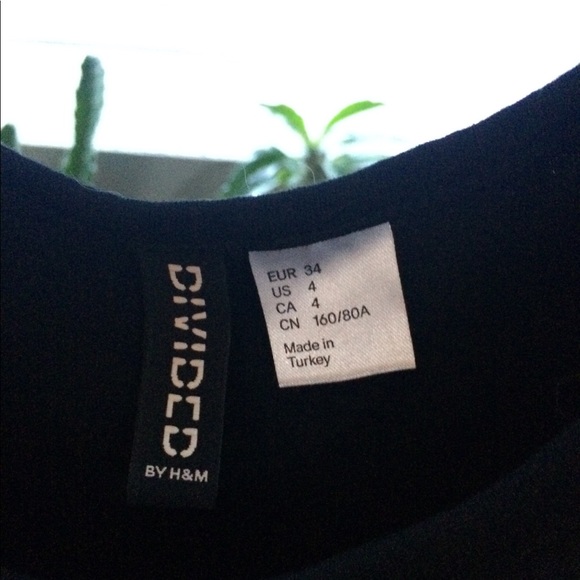 DIVIDED
BY H&M
EUR 34
US 4
CA 4
CN 160/80A
Made in
Turkey